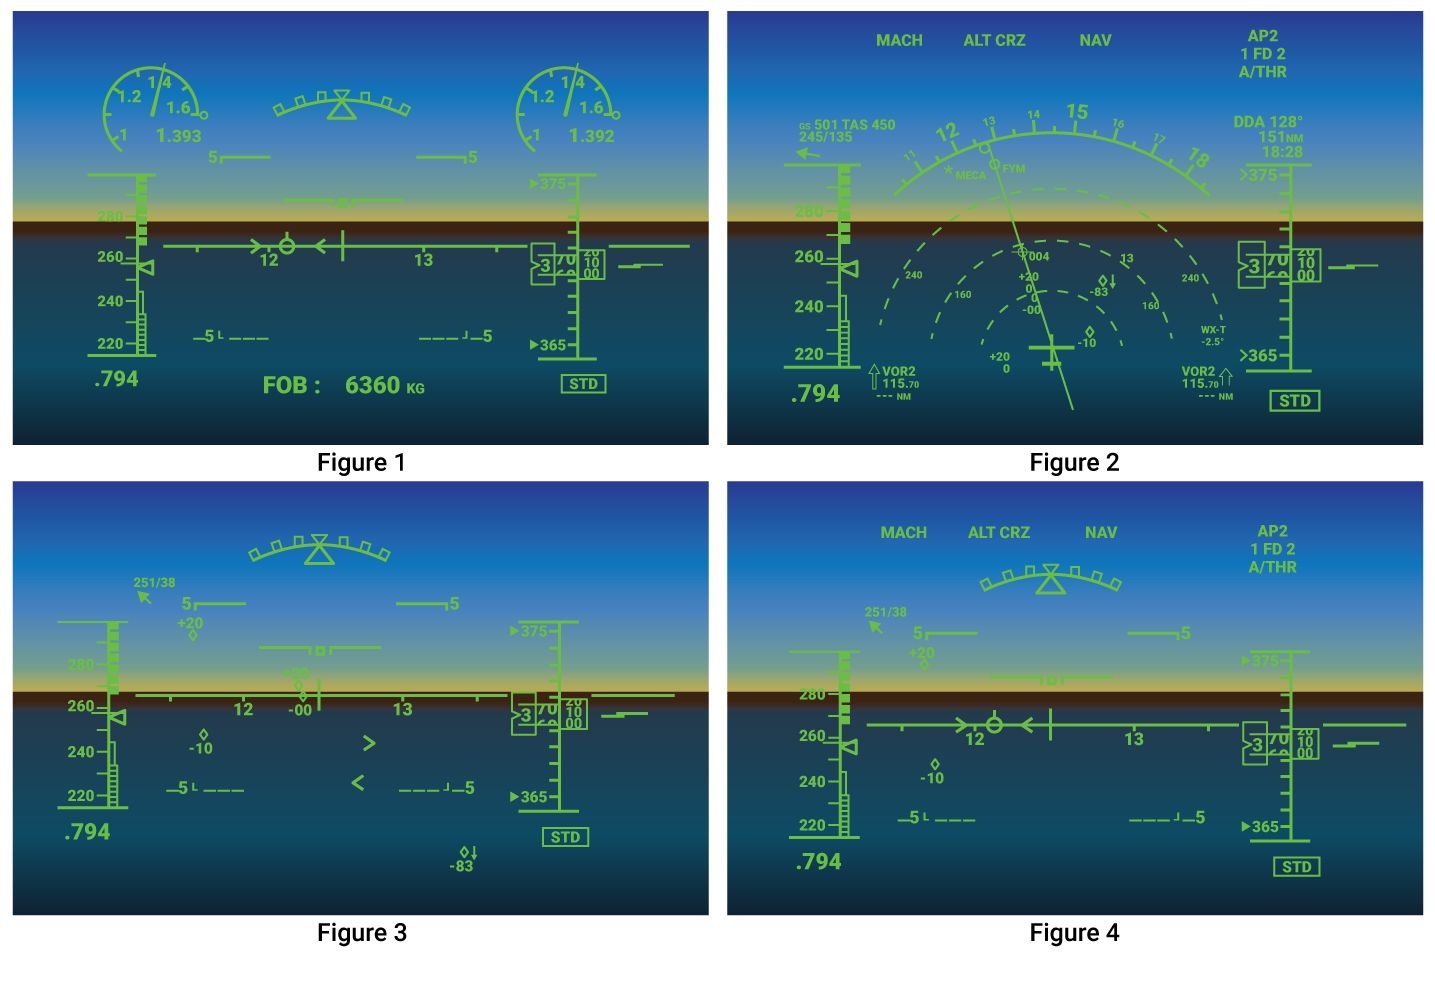 1 1.2 1.4 1.6
1.393
1 1.2 1.4 1.6
1.392
5 5
280
260
240
220
.794
12 13
5 5
375
3 70 60 20 10 00
365
STD
FOB : 6360 KG
Figure 1
MACH ALT CRZ NAV
AP2
1 FD 2
A/THR
GS 501 TAS 450
245/135
11 12 13 14 15 16 17 18
DDA 128°
151NM
18:28
MECA FYM
280
260
240
220
.794
375
3 70 60 20 10 00
365
STD
004 13
240 240
160 160
+20
0
0
-00
-83
-10
+20
0
WX-T
-2.5°
VOR2
115.70
--- NM
VOR2
115.70
--- NM
Figure 2
251/38
5 5
+20
280
260
240
220
.794
12 13
-00
-10
5 5
-83
375
3 70 60 20 10 00
365
STD
Figure 3
MACH ALT CRZ NAV
AP2
1 FD 2
A/THR
251/38
5 5
+20
280
260
240
220
.794
12 13
-10
5 5
375
3 70 60 20 10 00
365
STD
Figure 4